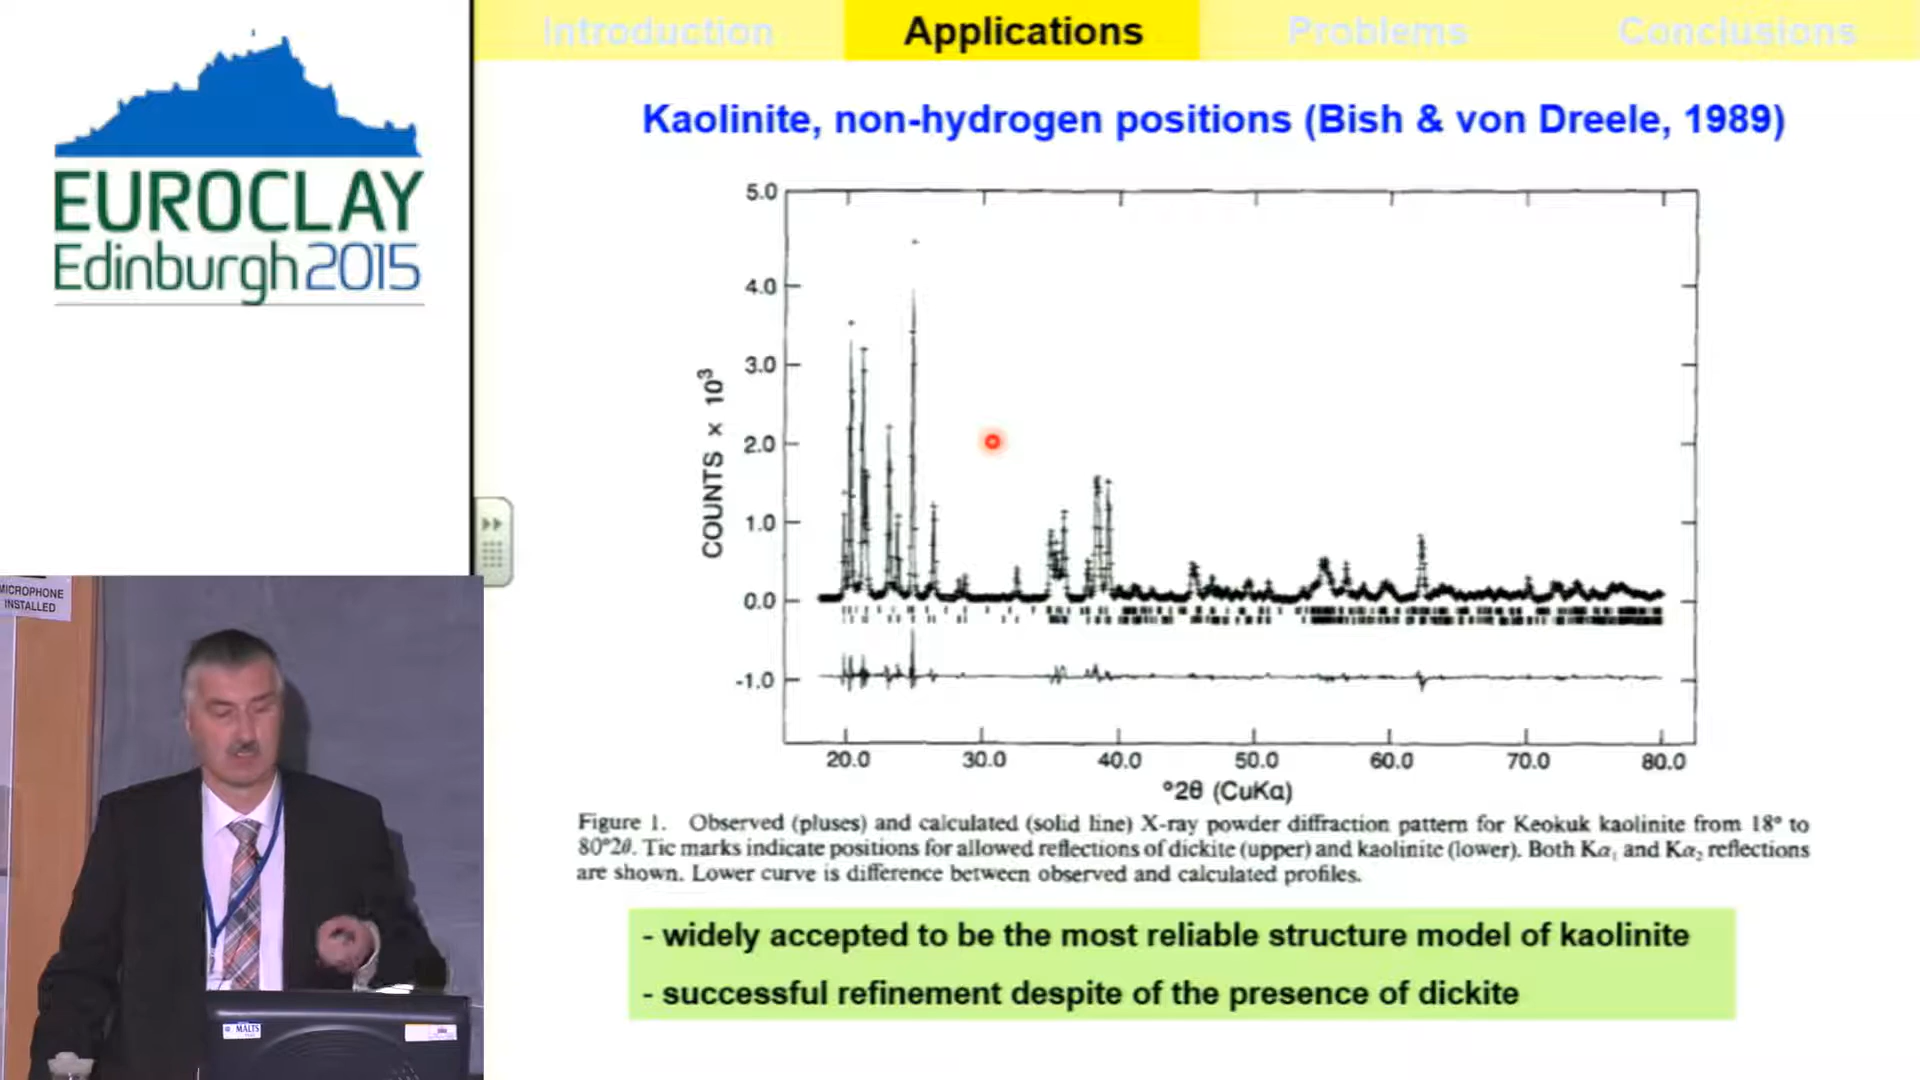 Introduction
Applications
Problems
Conclusions
EUROCLAY
Edinburgh2015
Kaolinite, non-hydrogen positions (Bish & von Dreele, 1989)
5.0
4.0
3.0
2.0
1.0
0.0
-1.0
COUNTS × 10³
20.0 30.0 40.0 50.0 60.0 70.0 80.0
°2θ (CuKα)
Figure 1. Observed (pluses) and calculated (solid line) X-ray powder diffraction pattern for Keokuk kaolinite from 18° to
80°2θ. Tic marks indicate positions for allowed reflections of dickite (upper) and kaolinite (lower). Both Kα₁ and Kα₂ reflections
are shown. Lower curve is difference between observed and calculated profiles.
- widely accepted to be the most reliable structure model of kaolinite
- successful refinement despite of the presence of dickite
MICROPHONE
INSTALLED
MALTS